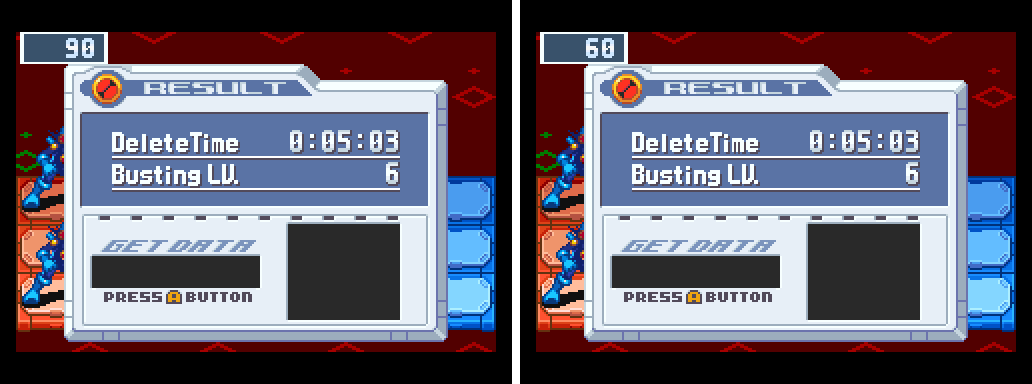 90
RESULT
DeleteTime 0:05:03
Busting LV. 6
GET DATA
PRESS A BUTTON
60
RESULT
DeleteTime 0:05:03
Busting LV. 6
GET DATA
PRESS A BUTTON